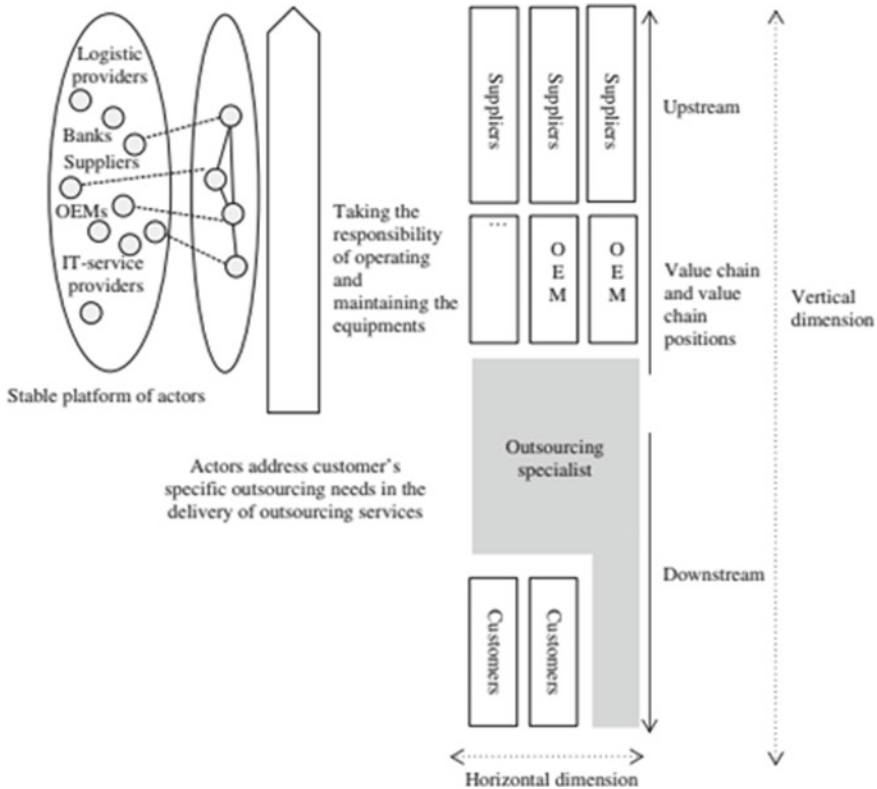 Logistic
providers
Banks
Suppliers
OEMs
IT-service
providers
Stable platform of actors
Taking the
responsibility
of operating
and
maintaining the
equipments
Actors address customer's
specific outsourcing needs in the
delivery of outsourcing services
Suppliers
Suppliers
Suppliers
...
OEM
OEM
Outsourcing
specialist
Customers
Customers
Upstream
Value chain
and value
chain
positions
Downstream
Vertical
dimension
Horizontal dimension